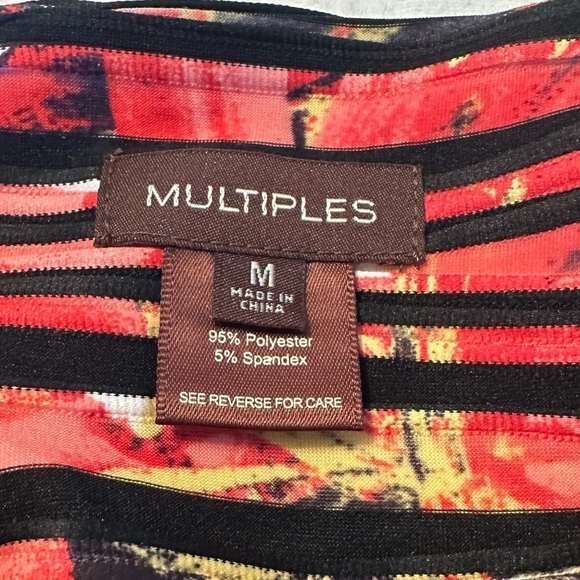 MULTIPLES
M
MADE IN
CHINA
95% Polyester
5% Spandex
SEE REVERSE FOR CARE